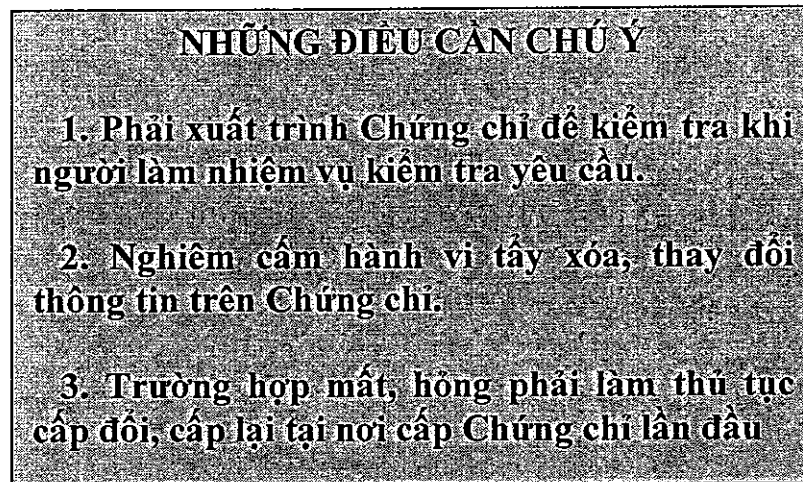 NHỮNG ĐIỀU CẦN CHÚ Ý
1. Phải xuất trình Chứng chỉ để kiểm tra khi
người làm nhiệm vụ kiểm tra yêu cầu.
2. Nghiêm cấm hành vi tẩy xóa, thay đổi
thông tin trên Chứng chỉ.
3. Trường hợp mất, hỏng phải làm thủ tục
cấp đổi, cấp lại tại nơi cấp Chứng chỉ lần đầu